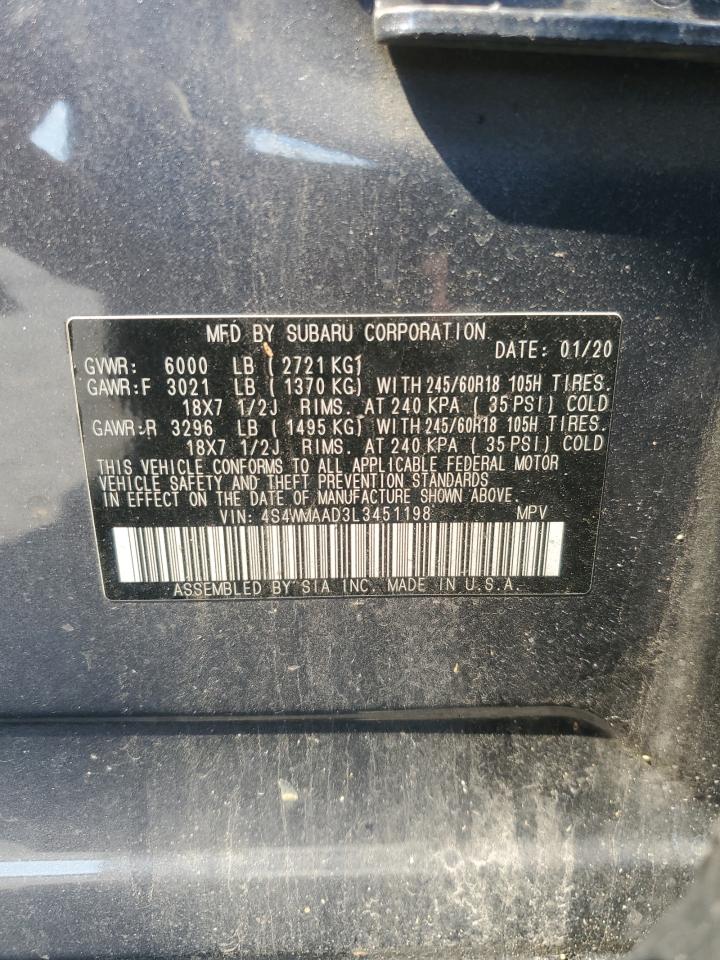 MFD BY SUBARU CORPORATION
DATE: 01/20
GVWR: 6000 LB ( 2721 KG)
GAWR:F 3021 LB ( 1370 KG) WITH 245/60R18 105H TIRES.
18X7 1/2J RIMS. AT 240 KPA ( 35 PSI) COLD
GAWR:R 3296 LB ( 1495 KG) WITH 245/60R18 105H TIRES.
18X7 1/2J RIMS. AT 240 KPA ( 35 PSI) COLD
THIS VEHICLE CONFORMS TO ALL APPLICABLE FEDERAL MOTOR
VEHICLE SAFETY AND THEFT PREVENTION STANDARDS
IN EFFECT ON THE DATE OF MANUFACTURE SHOWN ABOVE.
VIN: 4S4WMAAD3L3451198 MPV
ASSEMBLED BY SIA INC. MADE IN U.S.A.